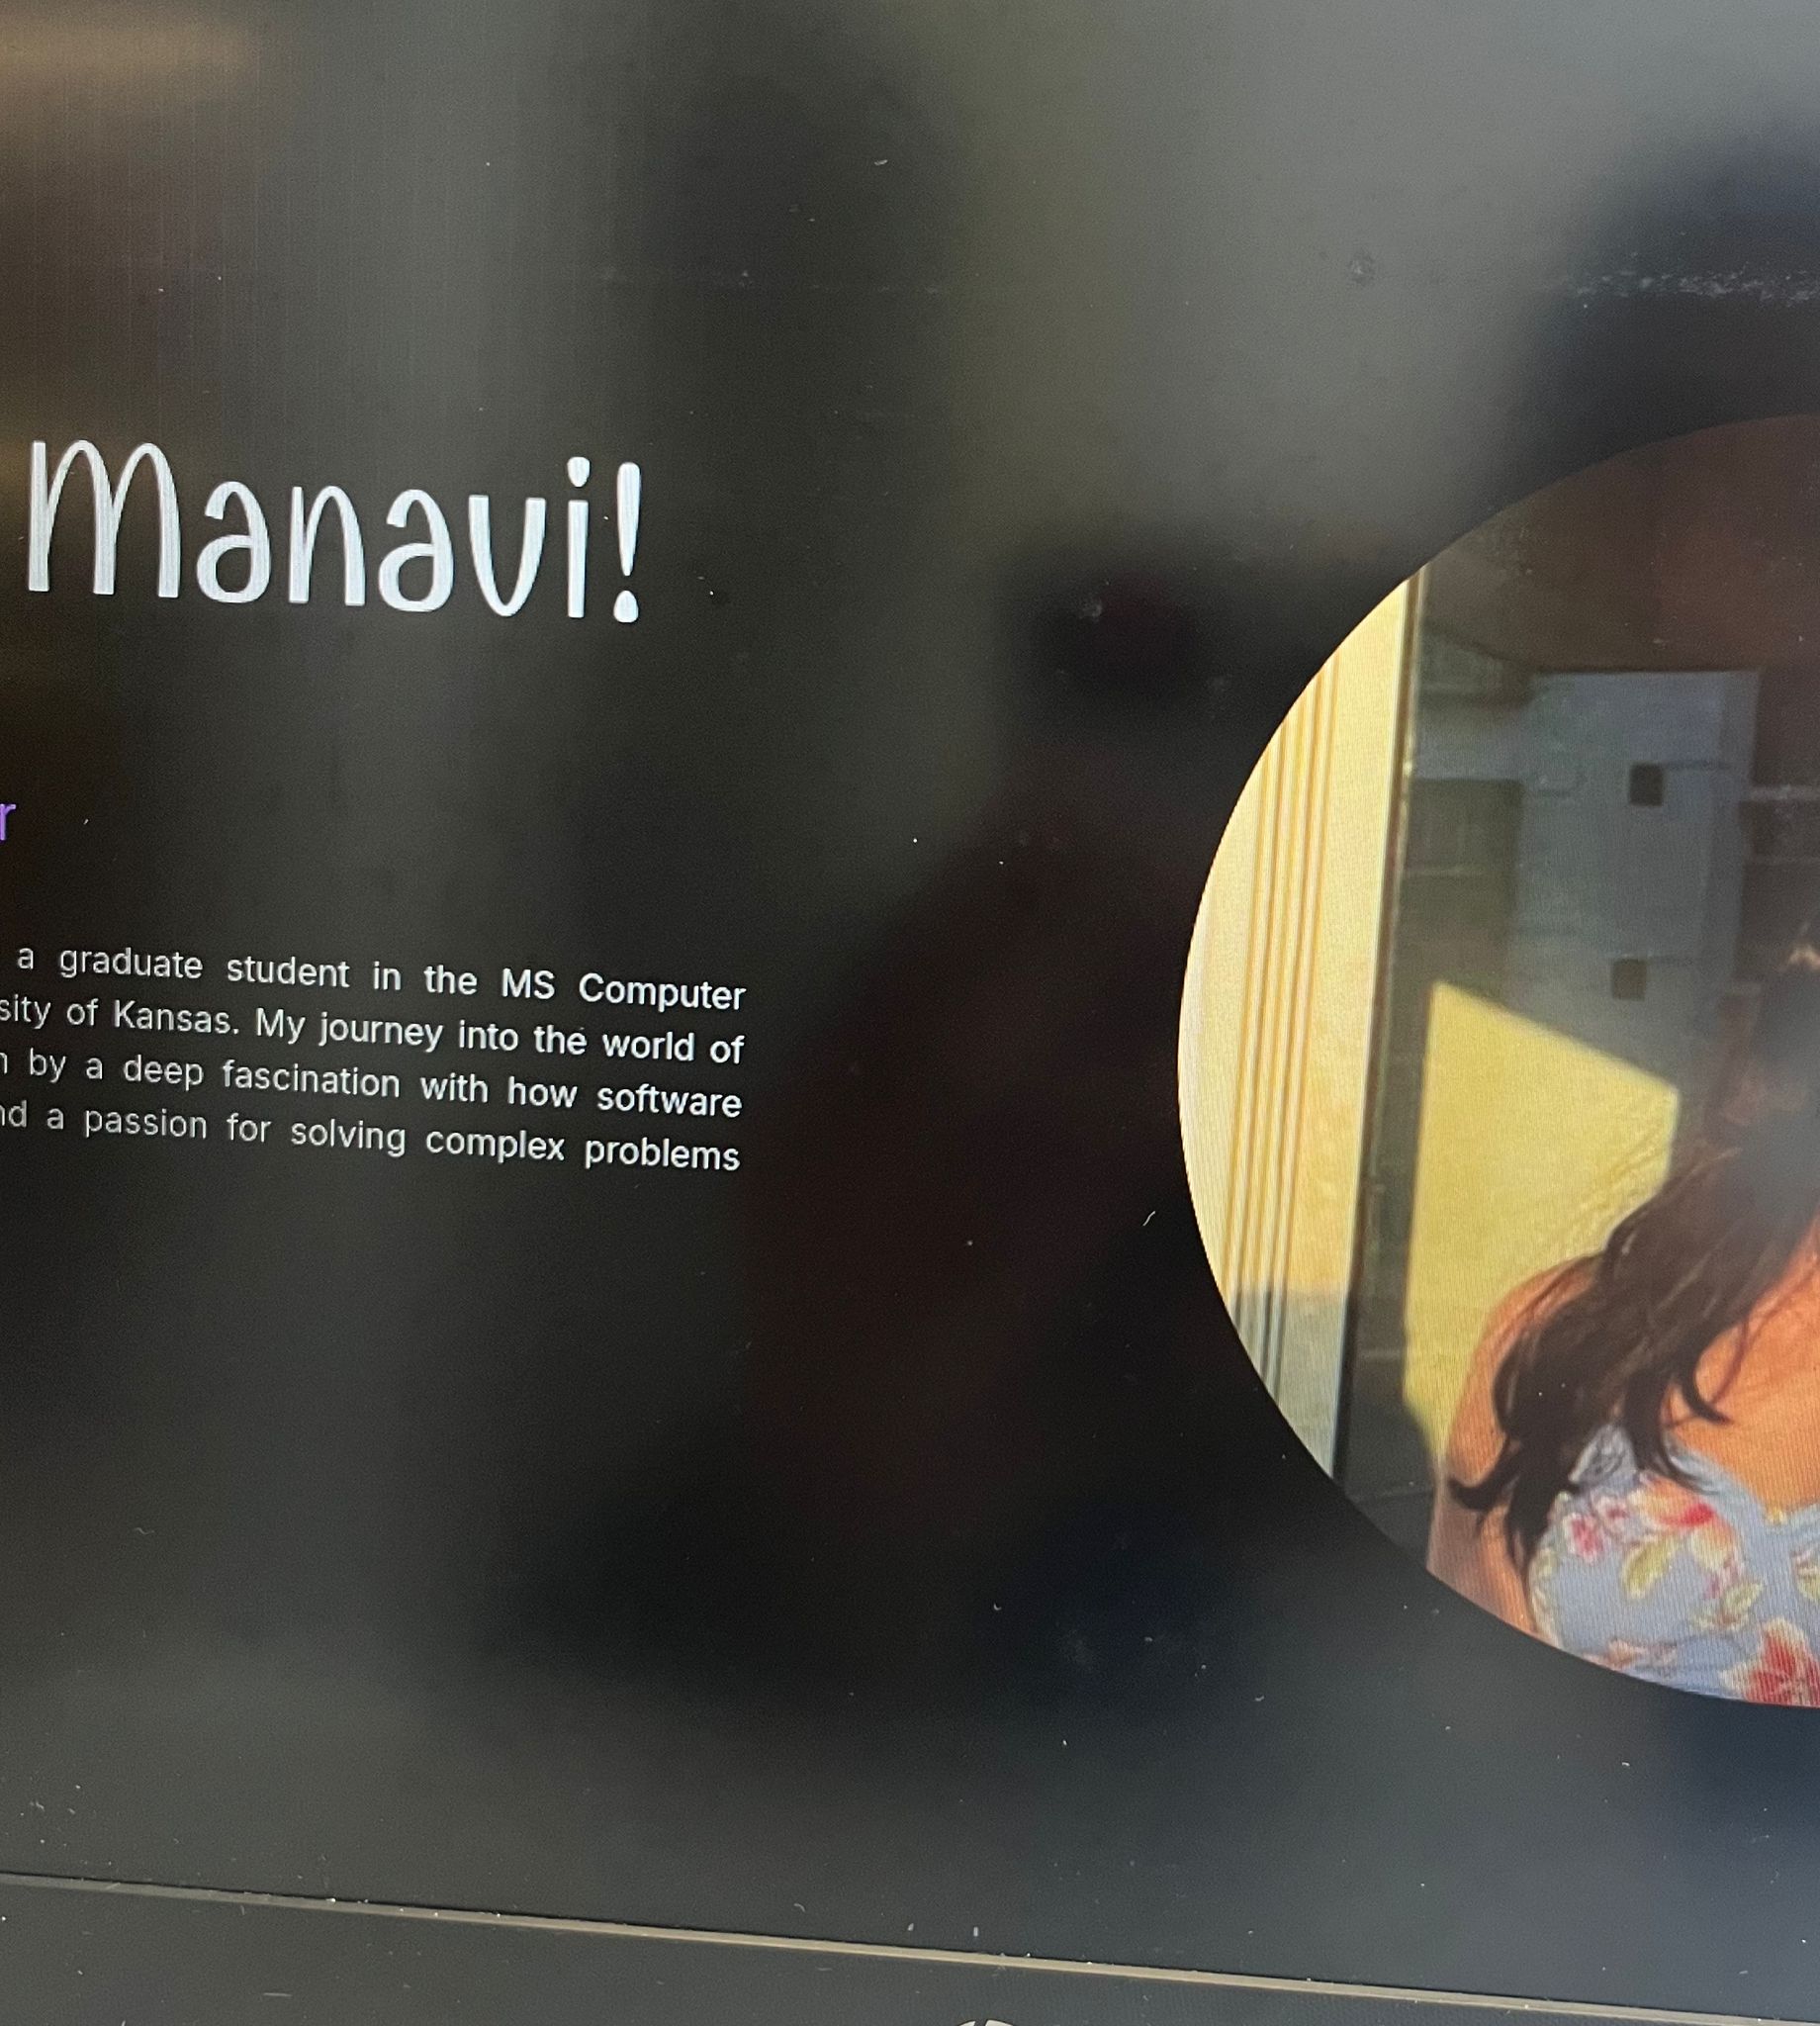 Manavi!
r
a graduate student in the MS Computer
sity of Kansas. My journey into the world of
by a deep fascination with how software
nd a passion for solving complex problems